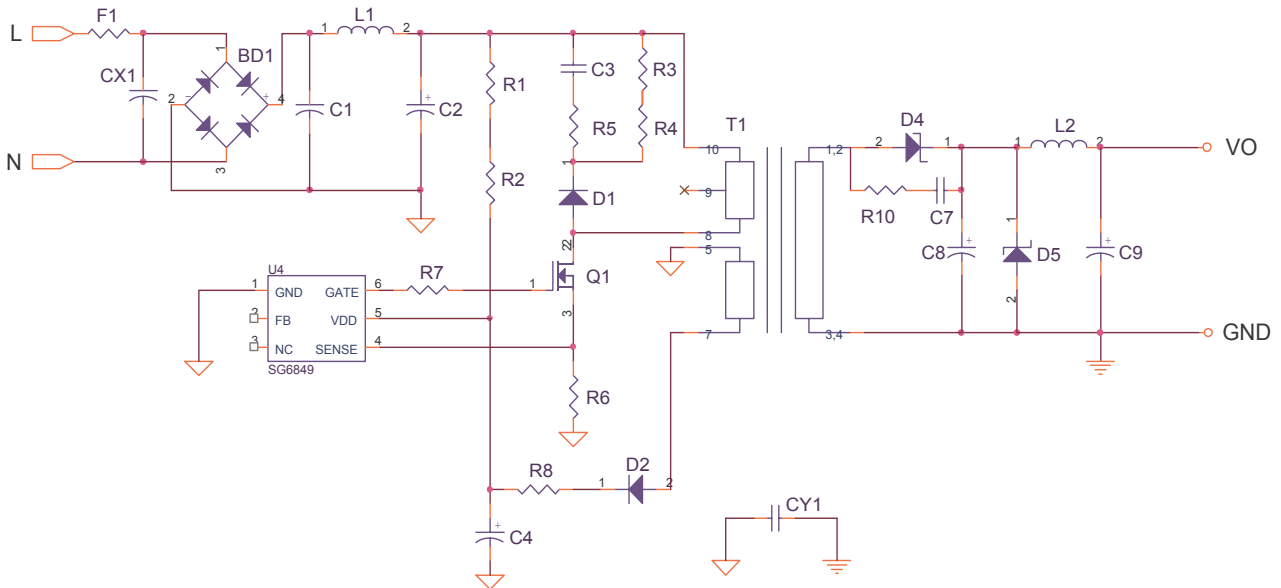 F1
L
CX1
BD1
1
2
−
+
4
3
N
1
L1
2
C1
+
C2
R1
R2
C3
R5
R3
R4
1
D1
2
2
T1
10
9
8
5
7
1,2
3,4
2
D4
1
R10
C7
+
C8
1
D5
2
1
L2
2
+
C9
VO
GND
U4
1
GND
GATE
6
2
FB
VDD
5
3
NC
SENSE
4
SG6849
R7
1
Q1
3
R6
R8
1
D2
2
+
C4
CY1